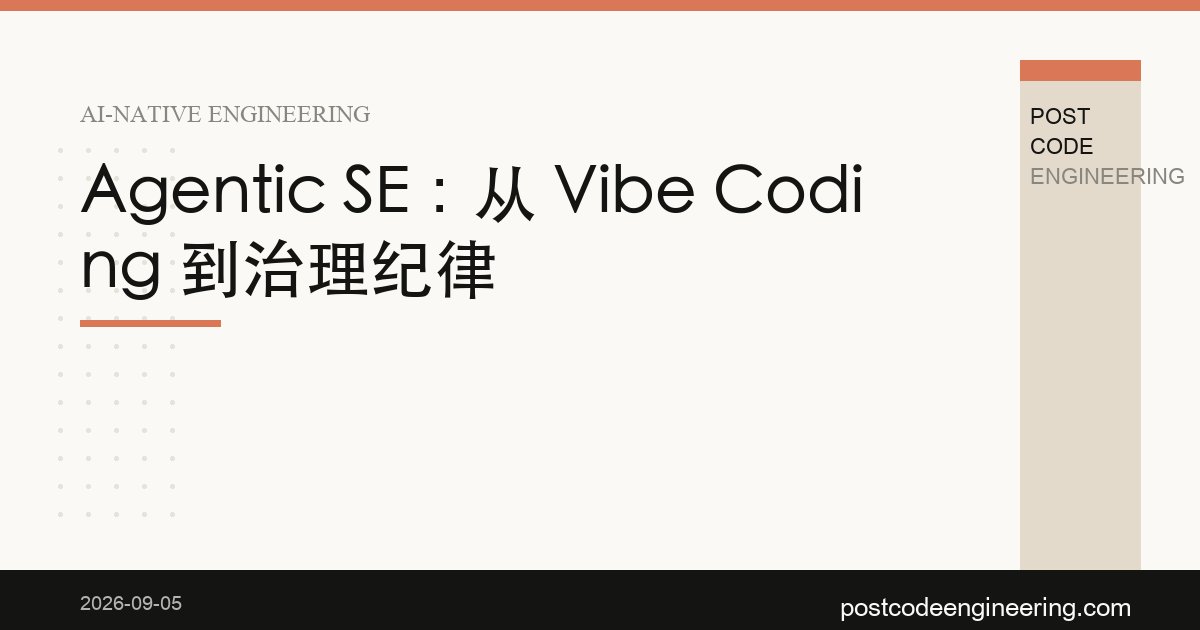 AI-NATIVE ENGINEERING
Agentic SE：从 Vibe Codi
ng 到治理纪律
POST
CODE
ENGINEERING
2026-09-05
postcodeengineering.com